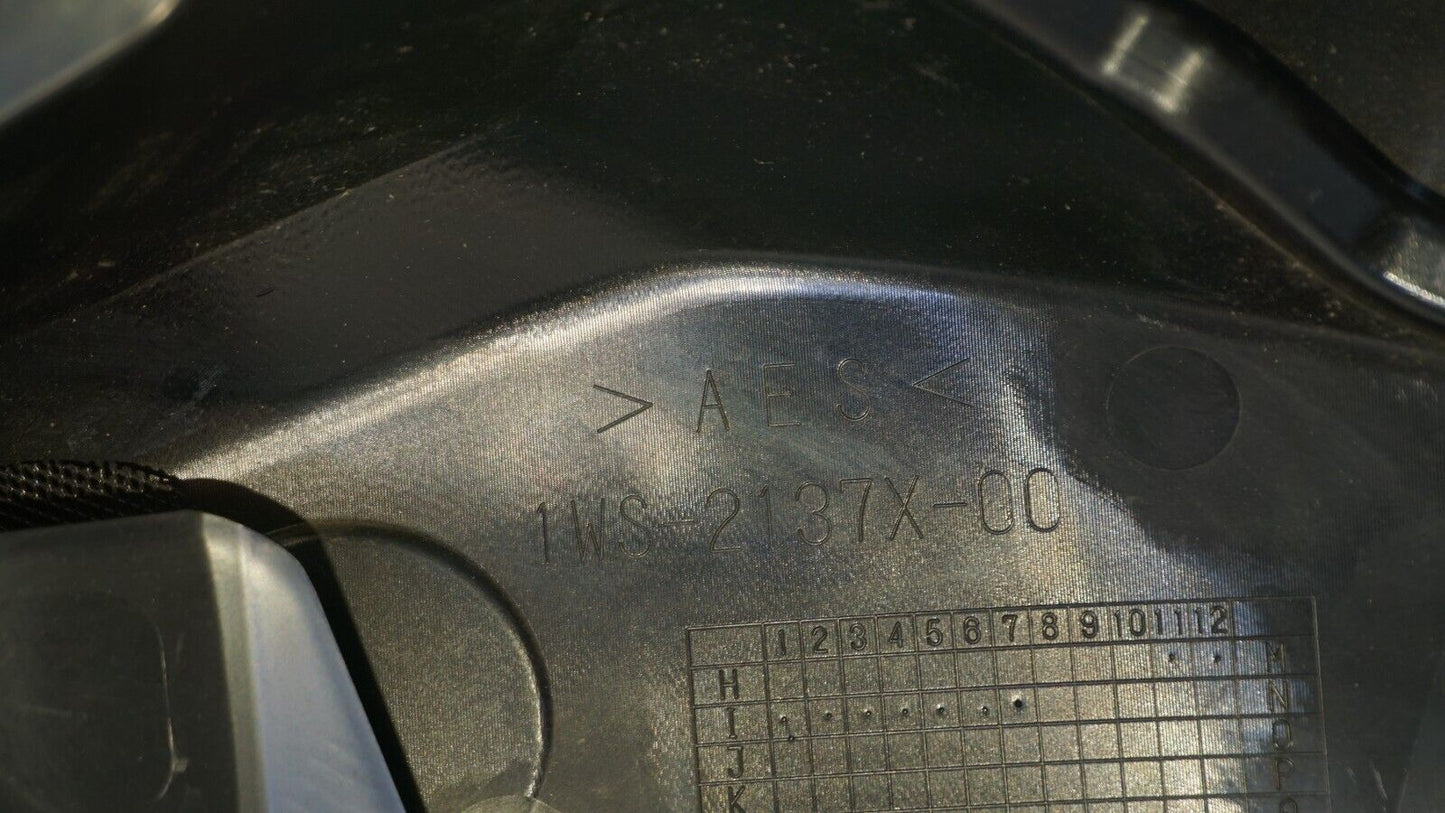 >AES<
1WS-2137X-00
1 2 3 4 5 6 7 8 9 10 11 12
H M
I N
J O
K P